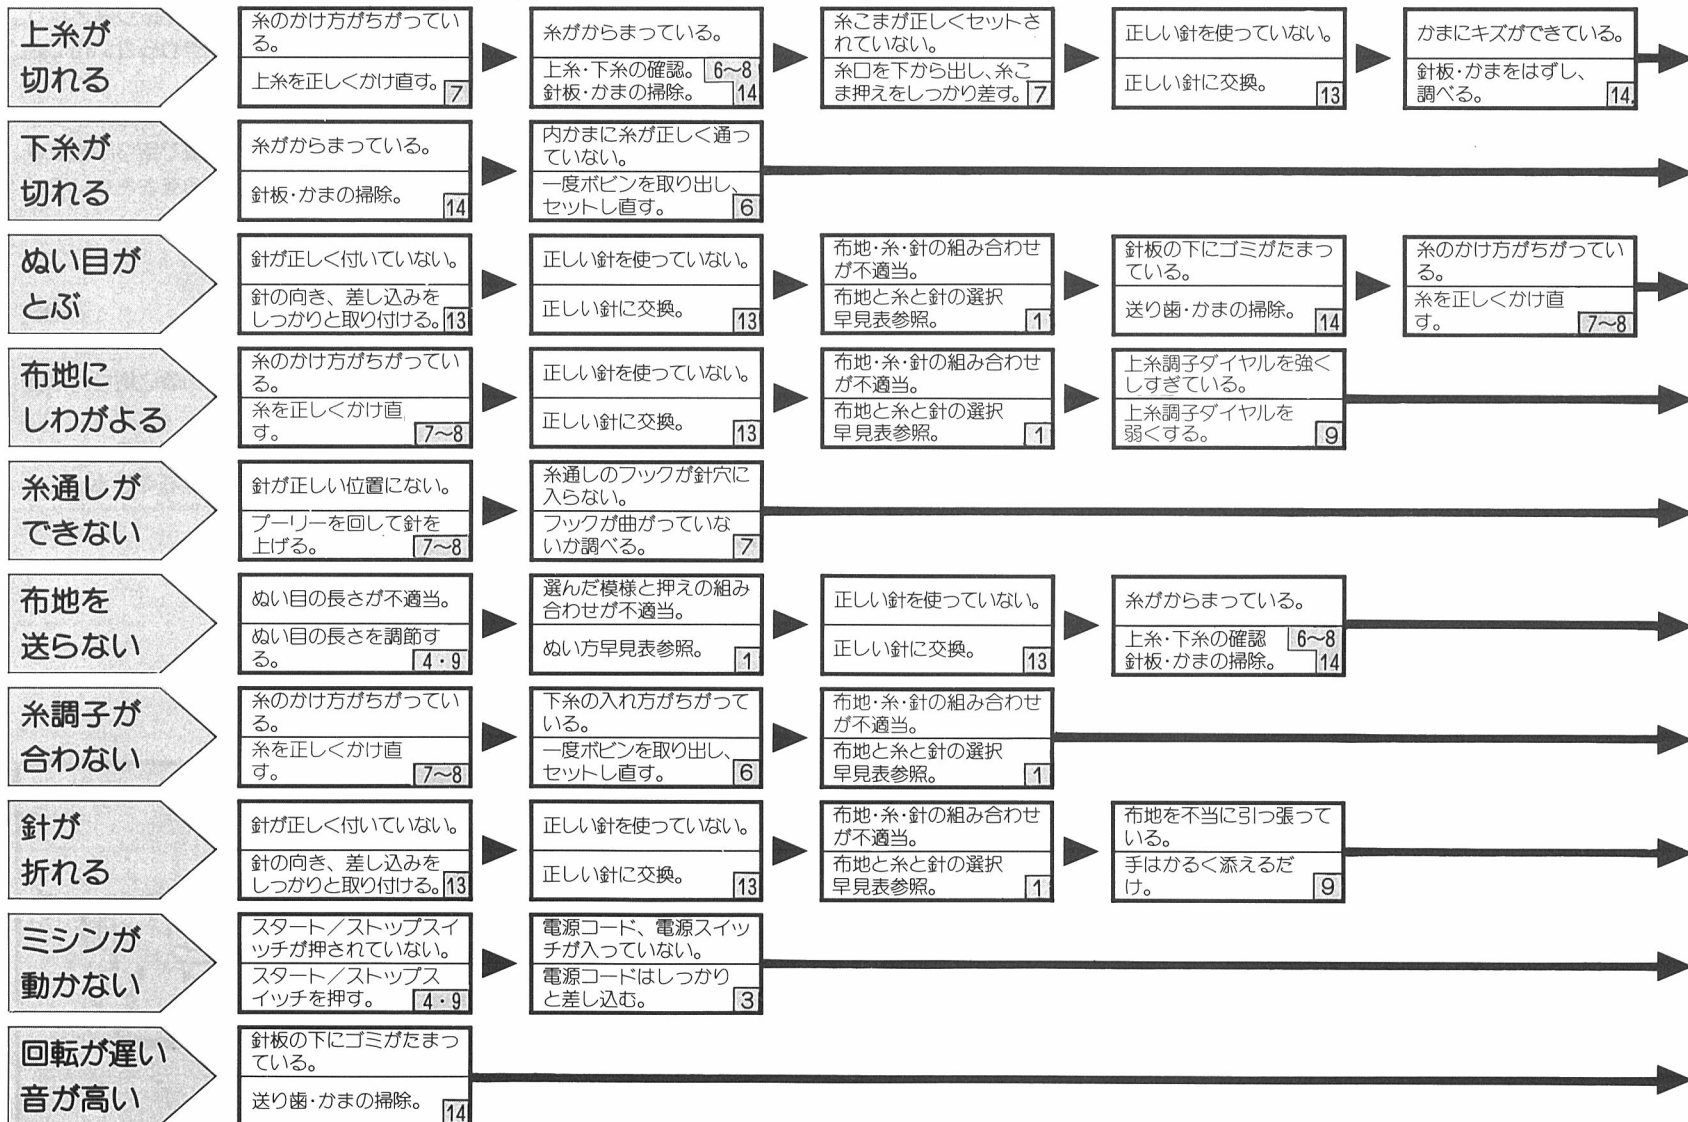 上糸が
切れる
糸のかけ方がちがってい
る。
上糸を正しくかけ直す。 7
糸がからまっている。
上糸・下糸の確認。 6〜8
針板・かまの掃除。 14
糸こまが正しくセットさ
れていない。
糸口を下から出し、糸こ
ま押えをしっかり差す。 7
正しい針を使っていない。
正しい針に交換。 13
かまにキズができている。
針板・かまをはずし、
調べる。 14
下糸が
切れる
糸がからまっている。
針板・かまの掃除。 14
内かまに糸が正しく通っ
ていない。
一度ボビンを取り出し、
セットし直す。 6
ぬい目が
とぶ
針が正しく付いていない。
針の向き、差し込みを
しっかりと取り付ける。 13
正しい針を使っていない。
正しい針に交換。 13
布地・糸・針の組み合わせ
が不適当。
布地と糸と針の選択
早見表参照。 1
針板の下にゴミがたまっ
ている。
送り歯・かまの掃除。 14
糸のかけ方がちがってい
る。
糸を正しくかけ直
す。 7〜8
布地に
しわがよる
糸のかけ方がちがってい
る。
糸を正しくかけ直
す。 7〜8
正しい針を使っていない。
正しい針に交換。 13
布地・糸・針の組み合わせ
が不適当。
布地と糸と針の選択
早見表参照。 1
上糸調子ダイヤルを強く
しすぎている。
上糸調子ダイヤルを
弱くする。 9
糸通しが
できない
針が正しい位置にない。
プーリーを回して針を
上げる。 7〜8
糸通しのフックが針穴に
入らない。
フックが曲がっていな
いか調べる。 7
布地を
送らない
ぬい目の長さが不適当。
ぬい目の長さを調節す
る。 4・9
選んだ模様と押えの組み
合わせが不適当。
ぬい方早見表参照。 1
正しい針を使っていない。
正しい針に交換。 13
糸がからまっている。
上糸・下糸の確認 6〜8
針板・かまの掃除。 14
糸調子が
合わない
糸のかけ方がちがってい
る。
糸を正しくかけ直
す。 7〜8
下糸の入れ方がちがって
いる。
一度ボビンを取り出し、
セットし直す。 6
布地・糸・針の組み合わせ
が不適当。
布地と糸と針の選択
早見表参照。 1
針が
折れる
針が正しく付いていない。
針の向き、差し込みを
しっかりと取り付ける。 13
正しい針を使っていない。
正しい針に交換。 13
布地・糸・針の組み合わせ
が不適当。
布地と糸と針の選択
早見表参照。 1
布地を不当に引っ張って
いる。
手はかるく添えるだ
け。 9
ミシンが
動かない
スタート／ストップスイ
ッチが押されていない。
スタート／ストップス
イッチを押す。 4・9
電源コード、電源スイッ
チが入っていない。
電源コードはしっかり
と差し込む。 3
回転が遅い
音が高い
針板の下にゴミがたまっ
ている。
送り歯・かまの掃除。 14